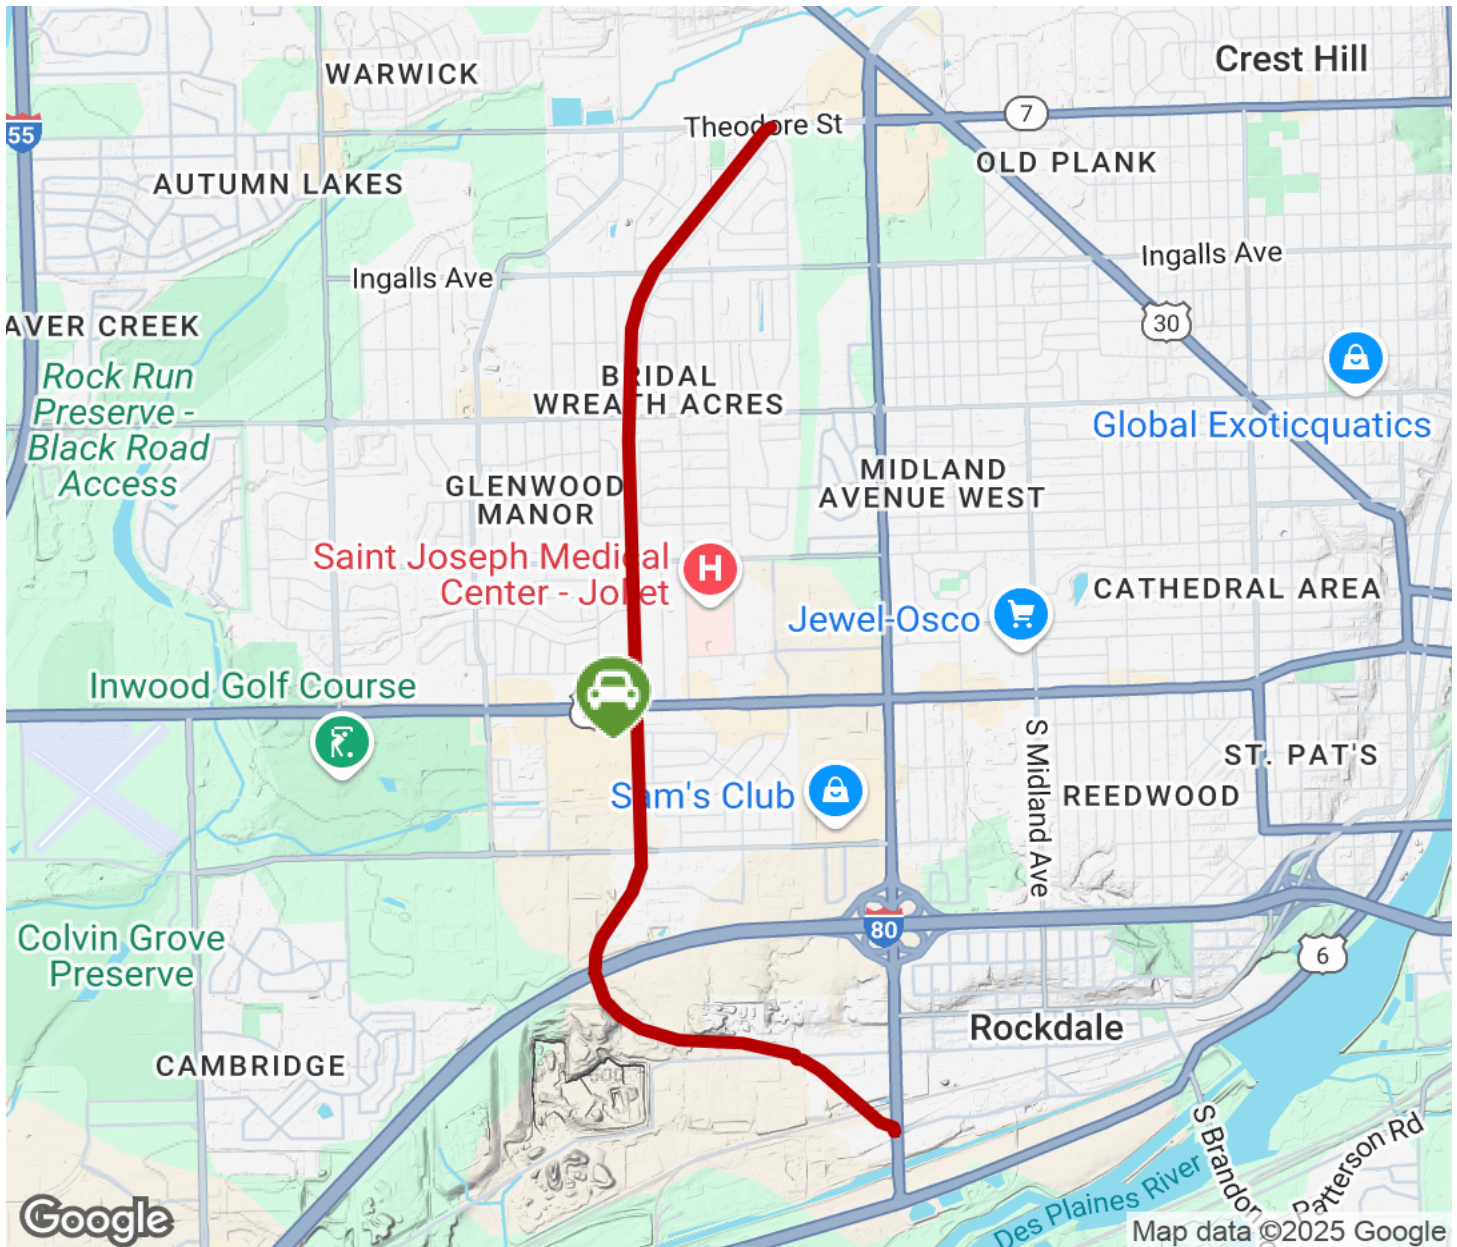 Crest Hill
WARWICK
7
55
Theodore St
OLD PLANK
AUTUMN LAKES
Ingalls Ave
Ingalls Ave
AVER CREEK
30
Rock Run
Preserve -
Black Road
Access
BRIDAL
WREATH ACRES
Global Exoticquatics
MIDLAND
AVENUE WEST
GLENWOOD
MANOR
Saint Joseph Medical
Center - Joliet
H
CATHEDRAL AREA
Jewel-Osco
Inwood Golf Course
S Midland Ave
ST. PAT'S
Sam's Club
REEDWOOD
80
Colvin Grove
Preserve
6
Rockdale
CAMBRIDGE
S Brandon
Patterson Rd
Des Plaines River
Google
Map data ©2025 Google